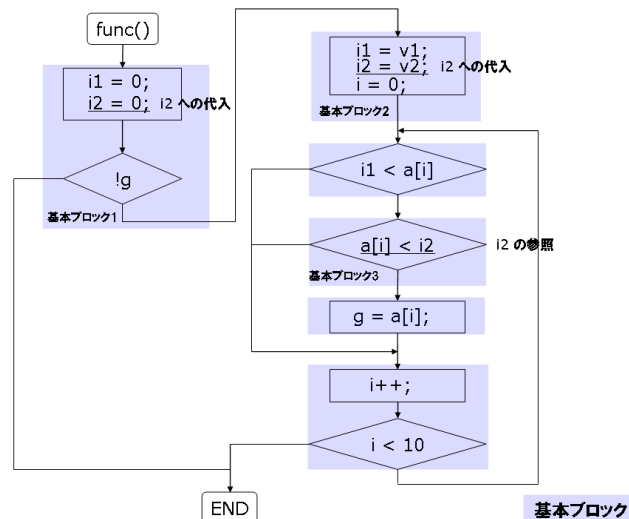 func()
i1 = 0;
i2 = 0; i2 への代入
!g
基本ブロック1
i1 = v1;
i2 = v2; i2 への代入
i = 0;
基本ブロック2
i1 < a[i]
a[i] < i2 i2 の参照
基本ブロック3
g = a[i];
i++;
i < 10
END
基本ブロック